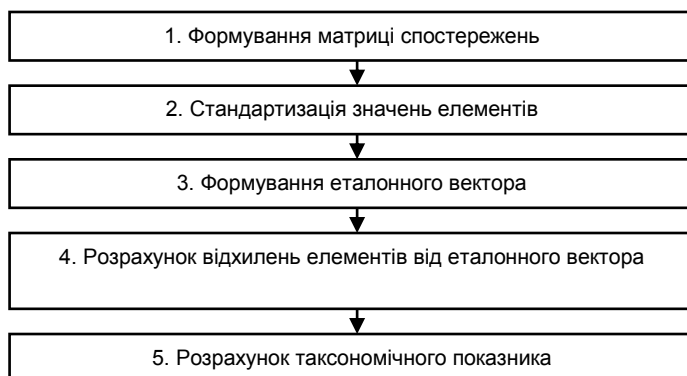 1. Формування матриці спостережень
2. Стандартизація значень елементів
3. Формування еталонного вектора
4. Розрахунок відхилень елементів від еталонного вектора
5. Розрахунок таксономічного показника